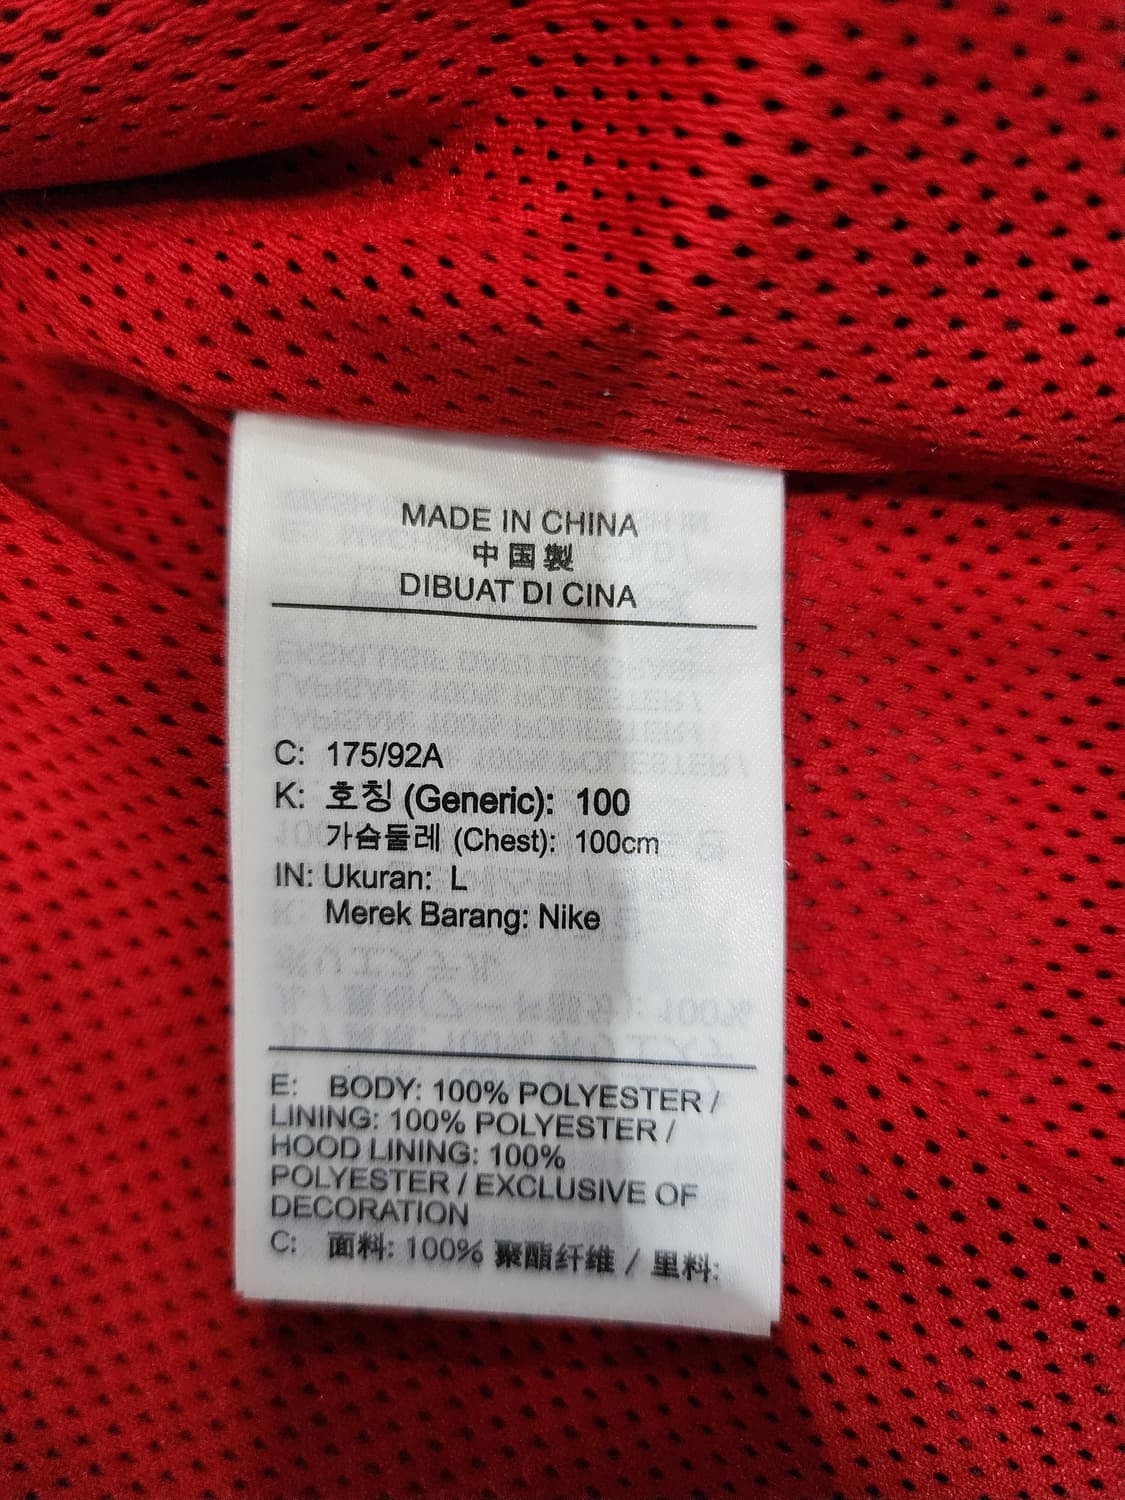 MADE IN CHINA
中国製
DIBUAT DI CINA
C: 175/92A
K: 호칭 (Generic): 100
가슴둘레 (Chest): 100cm
IN: Ukuran: L
Merek Barang: Nike
E: BODY: 100% POLYESTER /
LINING: 100% POLYESTER /
HOOD LINING: 100%
POLYESTER / EXCLUSIVE OF
DECORATION
C: 面料: 100% 聚酯纤维 / 里料: